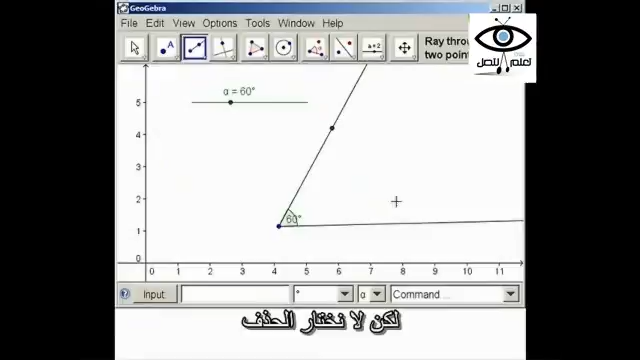 GeoGebra
File Edit View Options Tools Window Help
A
a=2
Ray through
two poin
تعلم لتصل
α = 60°
5
4
3
2
1
0
60°
0 1 2 3 4 5 6 7 8 9 10 11
Input
°
α
Command ...
لكن لا نختار الحذف